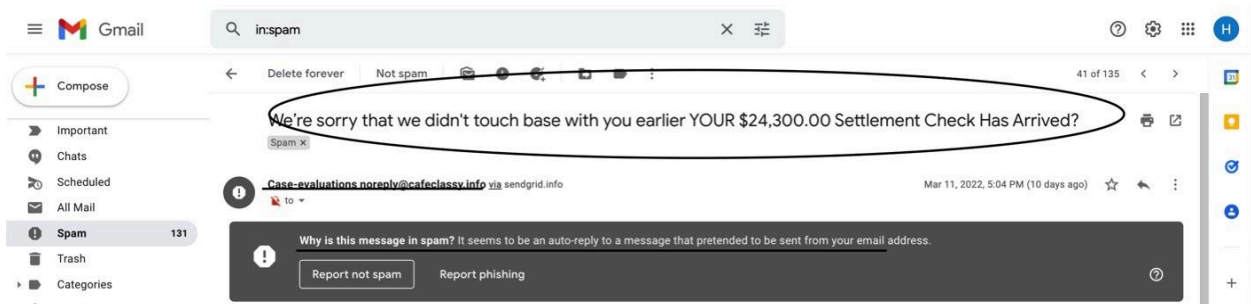 Gmail
in:spam
H
Compose
Delete forever Not spam
41 of 135
31
We're sorry that we didn't touch base with you earlier YOUR $24,300.00 Settlement Check Has Arrived?
Spam ×
Important
Chats
Scheduled
All Mail
Spam 131
Trash
Categories
Case-evaluations noreply@cafeclassy.info via sendgrid.info
Mar 11, 2022, 5:04 PM (10 days ago)
to
Why is this message in spam? It seems to be an auto-reply to a message that pretended to be sent from your email address.
Report not spam Report phishing